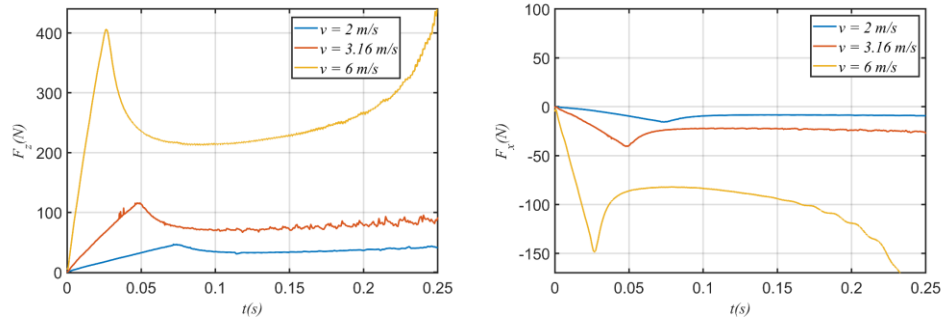 400
300
200
100
0
F_z(N)
v = 2 m/s
v = 3.16 m/s
v = 6 m/s
0 0.05 0.1 0.15 0.2 0.25
t(s)
100
50
0
-50
-100
-150
F_x(N)
v = 2 m/s
v = 3.16 m/s
v = 6 m/s
0 0.05 0.1 0.15 0.2 0.25
t(s)